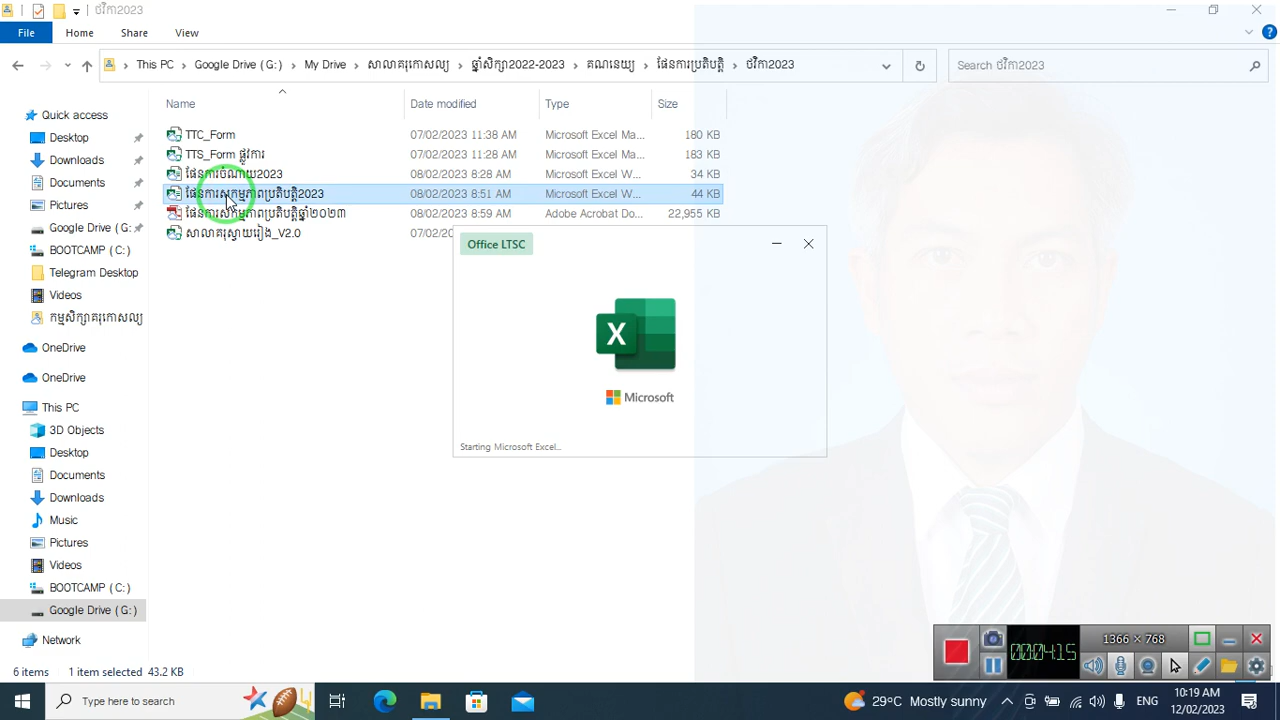 ថវិកា2023
File
Home
Share
View
This PC
Google Drive (G:)
My Drive
សាលាគរុកោសល្យ
ឆ្នាំសិក្សា2022-2023
គណនេយ្យ
ផែនការប្រតិបត្តិ
ថវិកា2023
Search ថវិកា2023
Name
Date modified
Type
Size
TTC_Form
07/02/2023 11:38 AM
Microsoft Excel Ma...
180 KB
TTS_Form ផ្លូវការ
07/02/2023 11:28 AM
Microsoft Excel Ma...
183 KB
ផែនការចំណាយ2023
08/02/2023 8:28 AM
Microsoft Excel W...
34 KB
ផែនការសកម្មភាពប្រតិបត្តិ2023
08/02/2023 8:51 AM
Microsoft Excel W...
44 KB
ផែនការសកម្មភាពប្រតិបត្តិឆ្នាំ២០២៣
08/02/2023 8:59 AM
Adobe Acrobat Do...
22,955 KB
សាលាគរុស្វាយរៀង_V2.0
07/02
Quick access
Desktop
Downloads
Documents
Pictures
Google Drive (G:
BOOTCAMP (C:)
Telegram Desktop
Videos
កម្មសិក្សាគរុកោសល្យ
OneDrive
OneDrive
This PC
3D Objects
Desktop
Documents
Downloads
Music
Pictures
Videos
BOOTCAMP (C:)
Google Drive (G:)
Network
Office LTSC
X
Microsoft
Starting Microsoft Excel...
1366 × 768
00:04:15
6 items
1 item selected 43.2 KB
Type here to search
29°C Mostly sunny
ENG
10:19 AM
12/02/2023